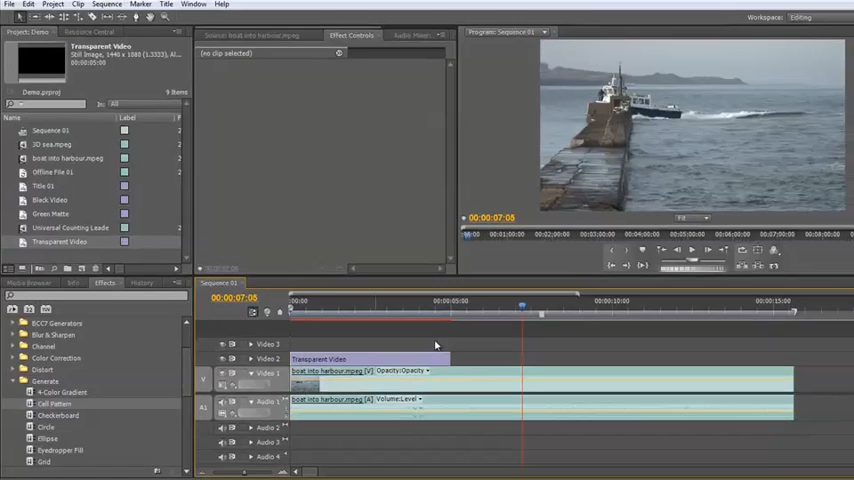 File Edit Project Clip Sequence Marker Title Window Help
Workspace: Editing
Project: Demo
Resource Central
Source: boat into harbour.mpeg
Effect Controls
Audio Mixer:
Program: Sequence 01
Transparent Video
Still Image, 1440 x 1080 (1.3333)
00:00:05:00
(no clip selected)
Demo.prproj
9 Items
In: All
Name
Label
Sequence 01
3D sea.mpeg
boat into harbour.mpeg
Offline File 01
Title 01
Black Video
Green Matte
Universal Counting Leade
Transparent Video
00:00:07:05
Fit
00:01:00:00 00:02:00:00 00:03:00:00 00:04:00:00 00:05:00:00 00:06:00:00 00:07:00:00 00:08:00:00
00:00:07:05
Media Browser
Info
Effects
History
Sequence 01
00:00:07:05
:00:00
00:00:05:00
00:00:10:00
00:00:15:00
BCC7 Generators
Blur & Sharpen
Channel
Color Correction
Distort
Generate
4-Color Gradient
Cell Pattern
Checkerboard
Circle
Ellipse
Eyedropper Fill
Grid
Video 3
Video 2
Transparent Video
V
Video 1
boat into harbour.mpeg [V] Opacity:Opacity
A1
Audio 1
boat into harbour.mpeg [A] Volume:Level
Audio 2
Audio 3
Audio 4